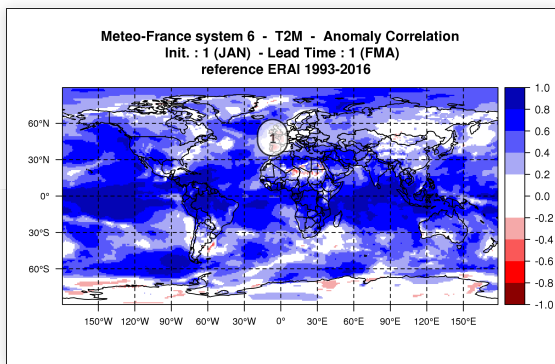 Meteo-France system 6 - T2M - Anomaly Correlation
Init. : 1 (JAN) - Lead Time : 1 (FMA)
reference ERAI 1993-2016
1.0
0.8
0.6
0.4
0.2
0.0
-0.2
-0.4
-0.6
-0.8
-1.0
60°N
30°N
0°
30°S
60°S
1
150°W 120°W 90°W 60°W 30°W 0° 30°E 60°E 90°E 120°E 150°E